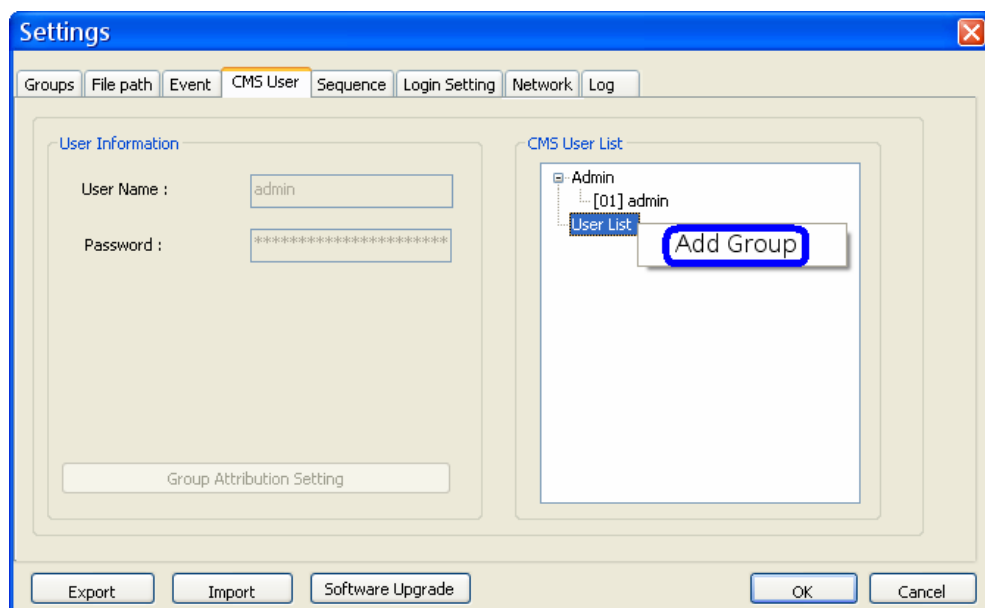 Settings
Groups File path Event CMS User Sequence Login Setting Network Log
User Information
User Name :
admin
Password :
**********************
Group Attribution Setting
CMS User List
Admin
[01] admin
User List
Add Group
Export Import Software Upgrade OK Cancel